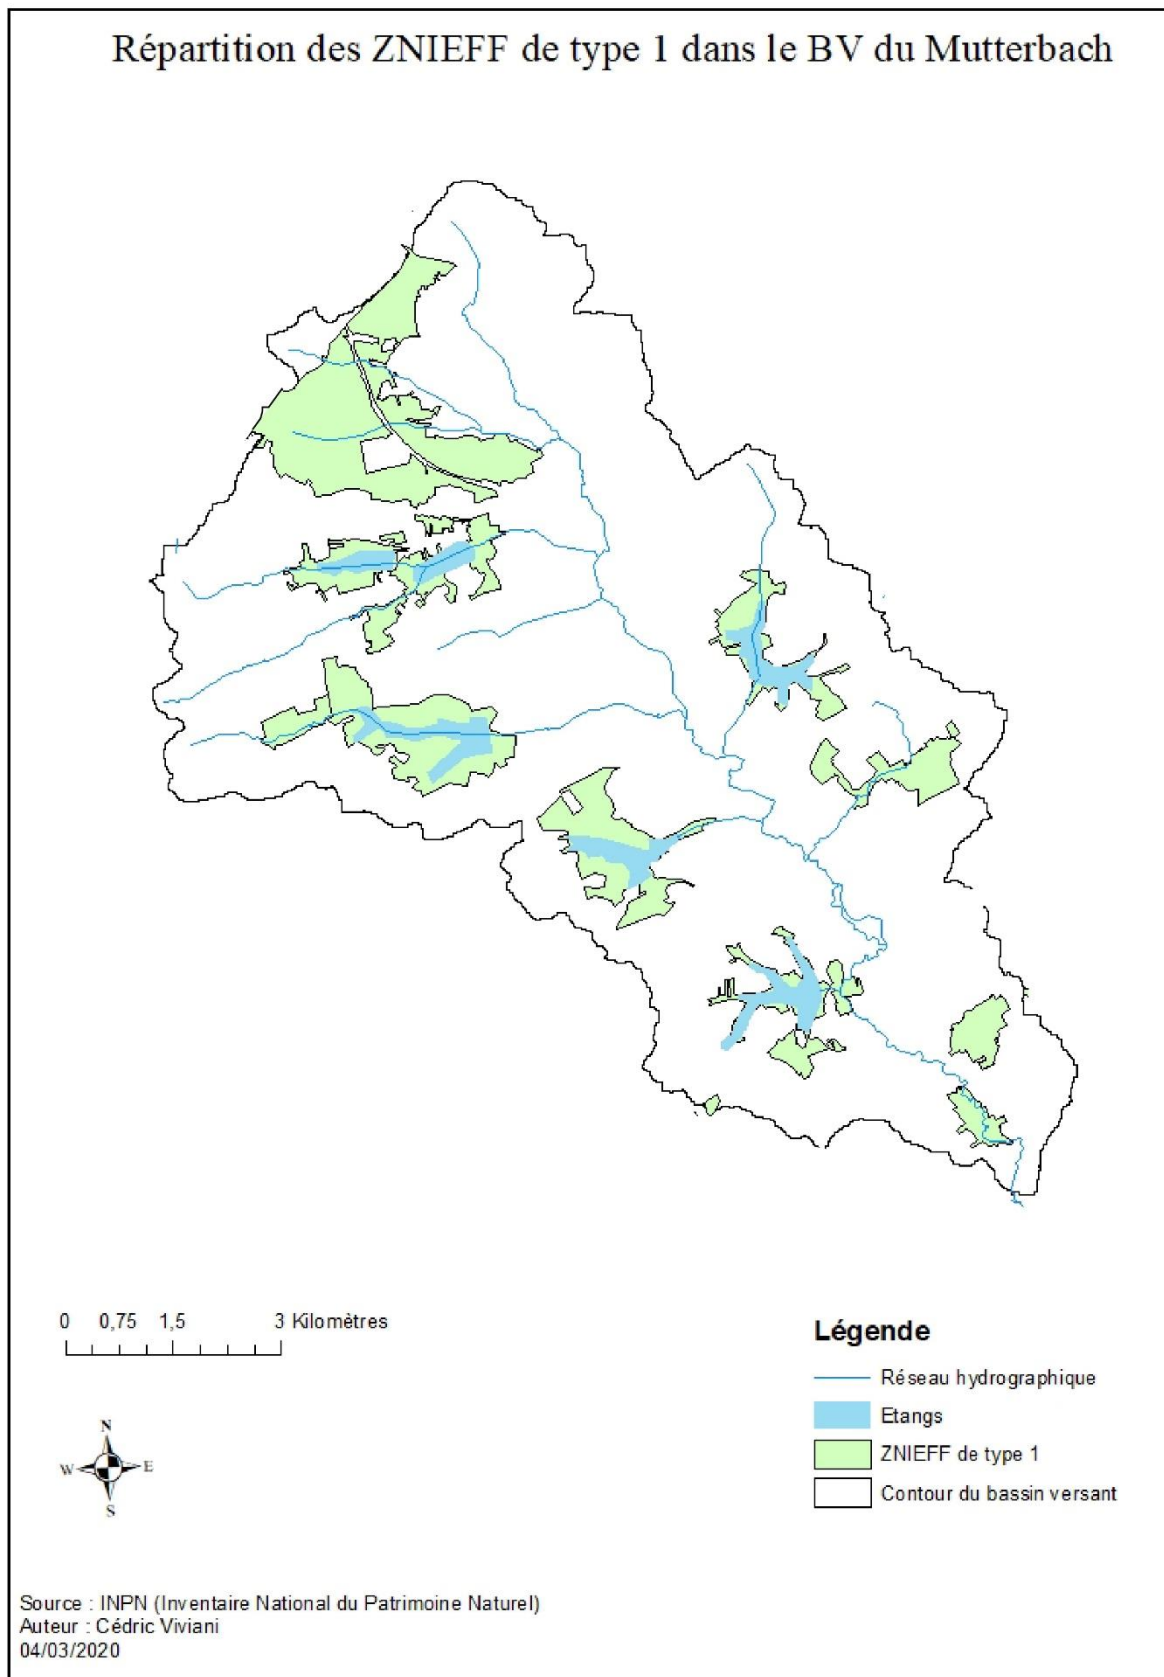 Répartition des ZNIEFF de type 1 dans le BV du Mutterbach
0 0,75 1,5 3 Kilomètres
Légende
Réseau hydrographique
Etangs
ZNIEFF de type 1
Contour du bassin versant
N
W E
S
Source : INPN (Inventaire National du Patrimoine Naturel)
Auteur : Cédric Viviani
04/03/2020